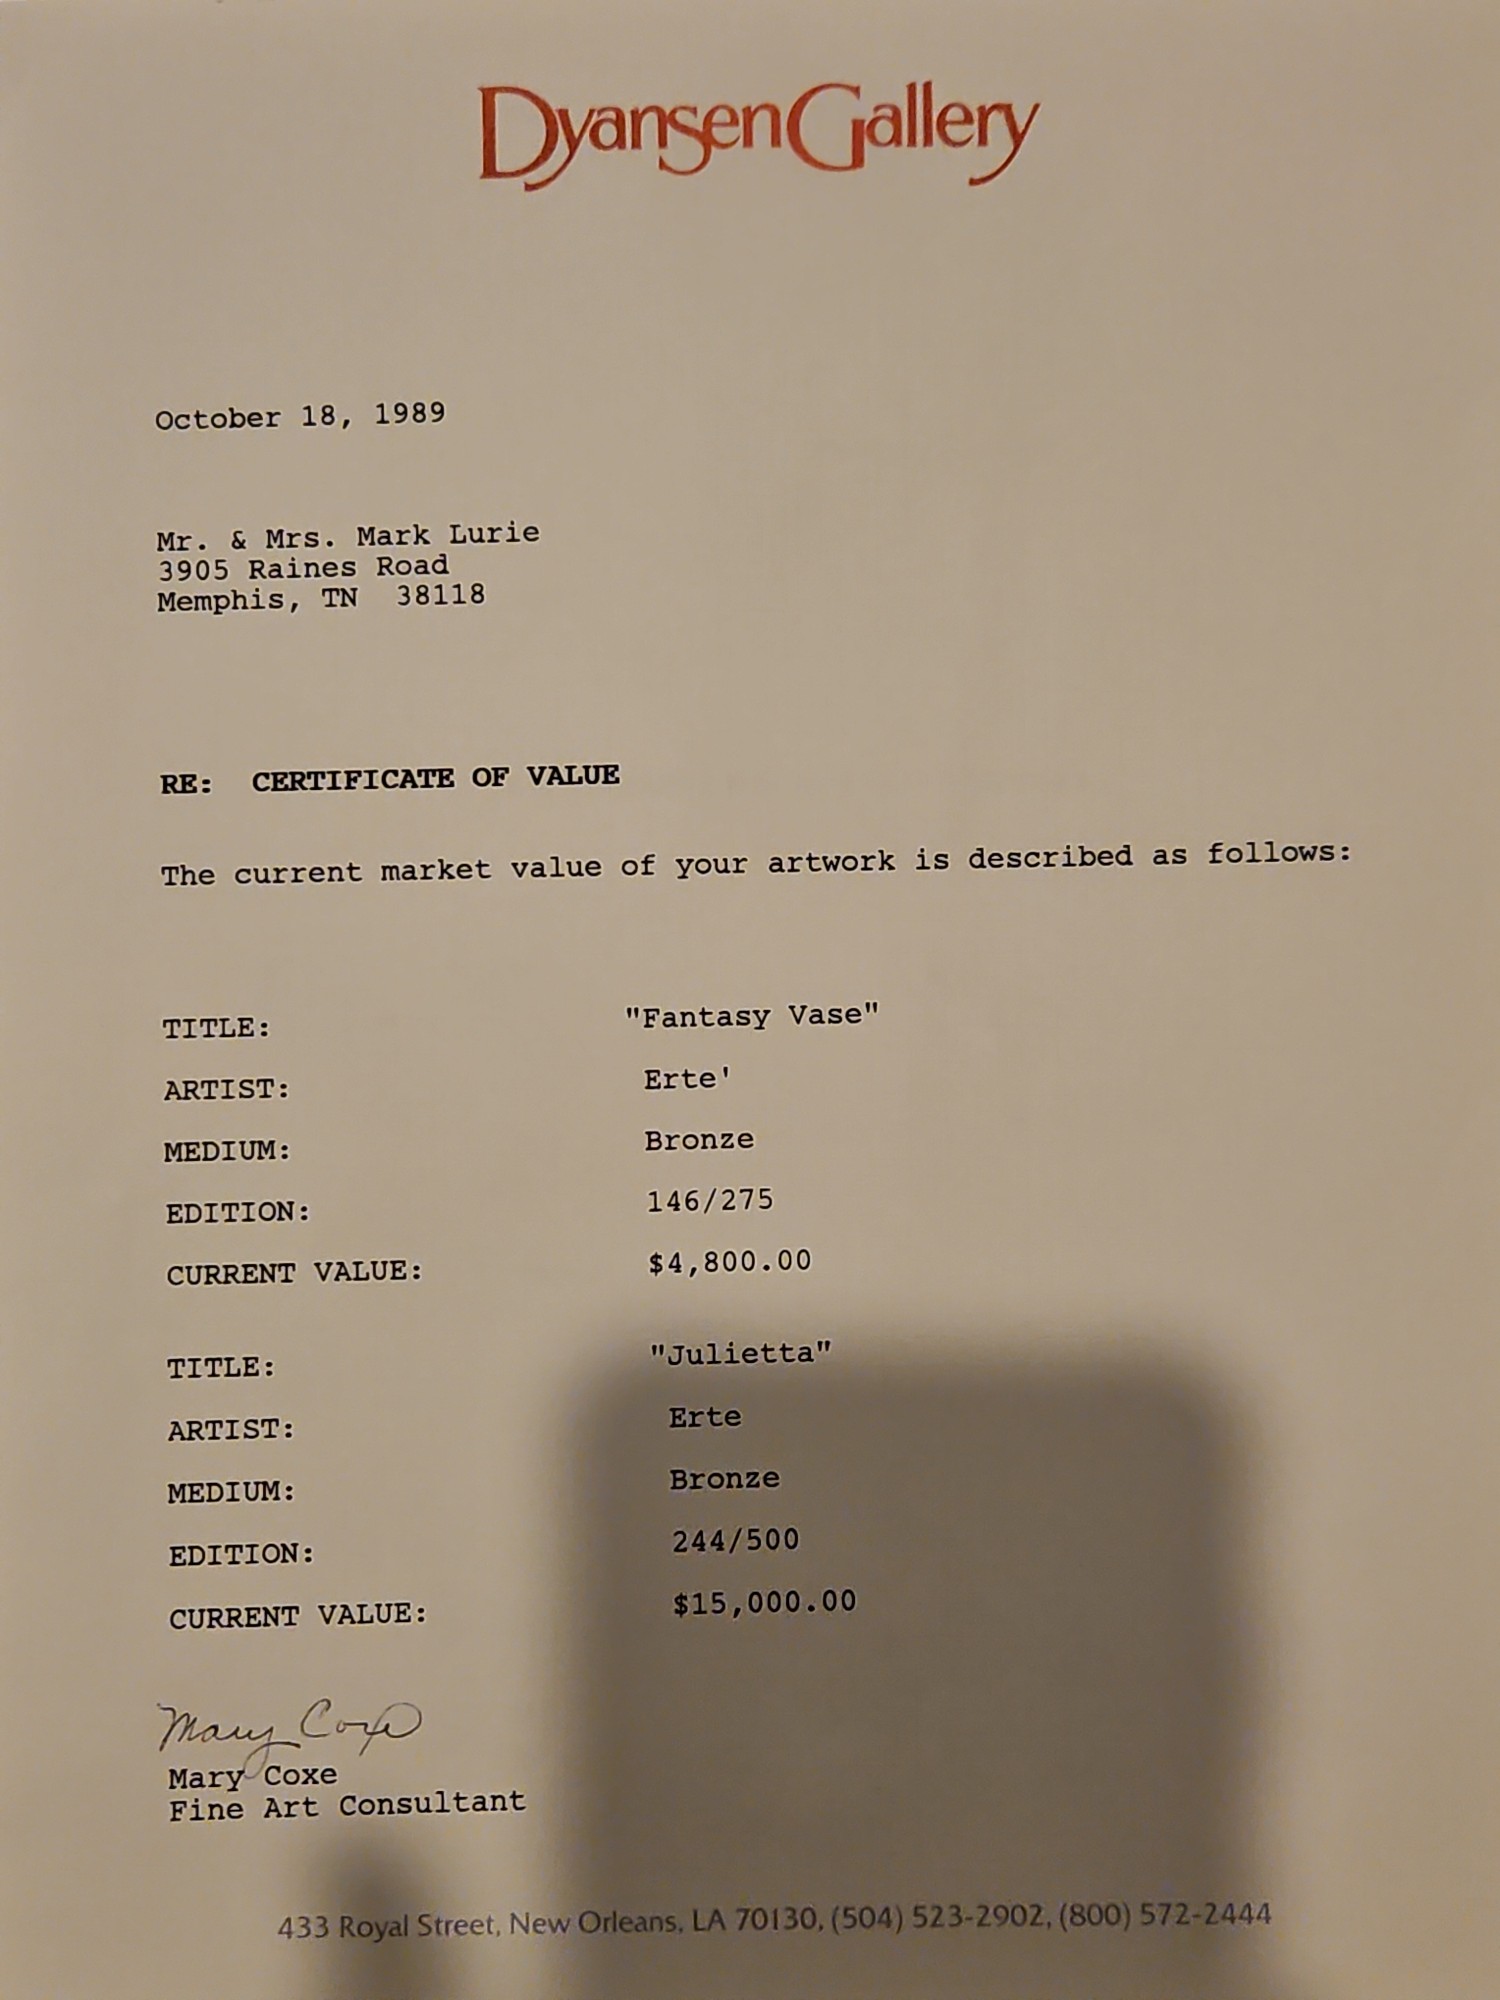 Dyansen Gallery
October 18, 1989
Mr. & Mrs. Mark Lurie
3905 Raines Road
Memphis, TN 38118
RE: CERTIFICATE OF VALUE
The current market value of your artwork is described as follows:
TITLE: "Fantasy Vase"
ARTIST: Erte'
MEDIUM: Bronze
EDITION: 146/275
CURRENT VALUE: $4,800.00
TITLE: "Julietta"
ARTIST: Erte
MEDIUM: Bronze
EDITION: 244/500
CURRENT VALUE: $15,000.00
Mary Coxe
Mary Coxe
Fine Art Consultant
433 Royal Street, New Orleans, LA 70130, (504) 523-2902, (800) 572-2444